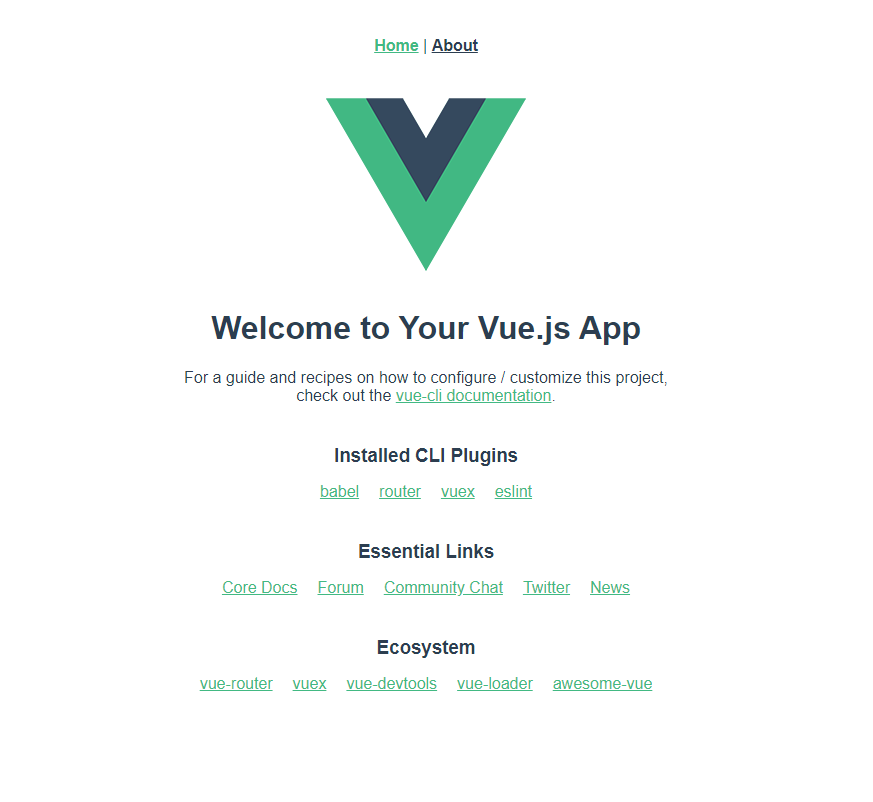 Home | About
Welcome to Your Vue.js App
For a guide and recipes on how to configure / customize this project,
check out the vue-cli documentation.
Installed CLI Plugins
babel router vuex eslint
Essential Links
Core Docs Forum Community Chat Twitter News
Ecosystem
vue-router vuex vue-devtools vue-loader awesome-vue